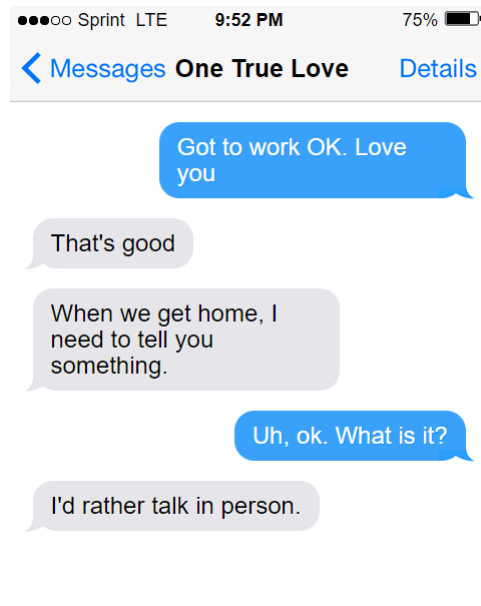 Sprint LTE 9:52 PM 75%
Messages One True Love Details
Got to work OK. Love
you
That's good
When we get home, I
need to tell you
something.
Uh, ok. What is it?
I'd rather talk in person.